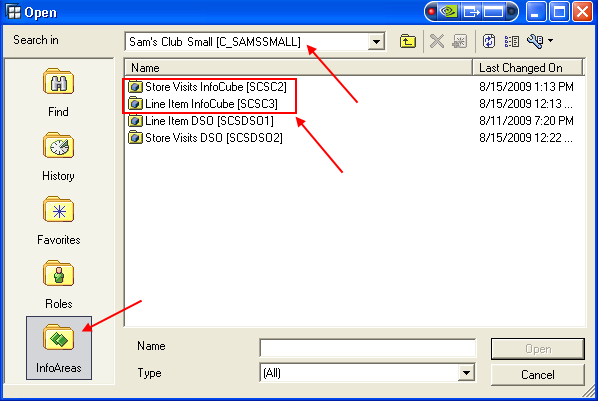 Open
Search in
Sam's Club Small [C_SAMSSMALL]
Name
Last Changed On
Store Visits InfoCube [SCSC2]
8/15/2009 1:13 PM
Line Item InfoCube [SCSC3]
8/15/2009 12:13 ...
Line Item DSO [SCSDSO1]
8/11/2009 7:20 PM
Store Visits DSO [SCSDSO2]
8/15/2009 12:22 ...
Find
History
Favorites
Roles
InfoAreas
Name
Open
Type
(All)
Cancel